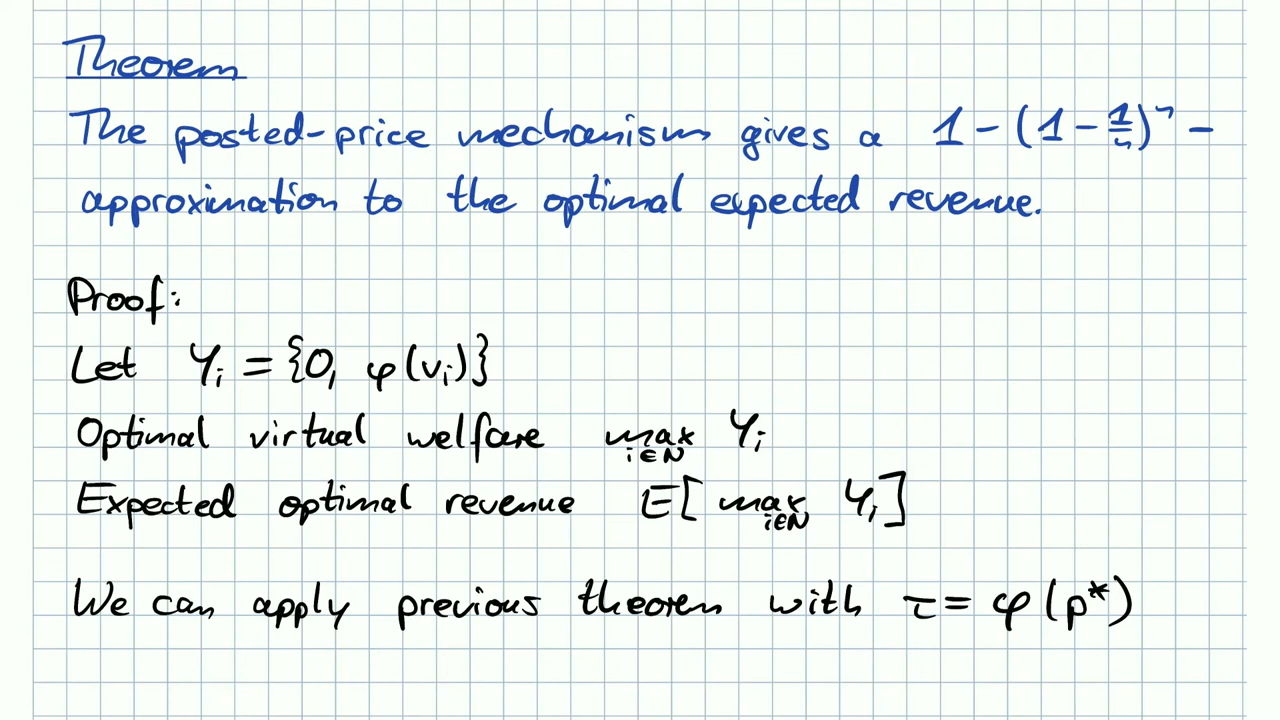 Theorem
The posted-price mechanism gives a 1 - (1 - 1/n)^n -
approximation to the optimal expected revenue.
Proof:
Let Y_i = {0, φ(v_i)}
Optimal virtual welfare max_{i∈N} Y_i
Expected optimal revenue E[ max_{i∈N} Y_i ]
We can apply previous theorem with τ = φ(p*)